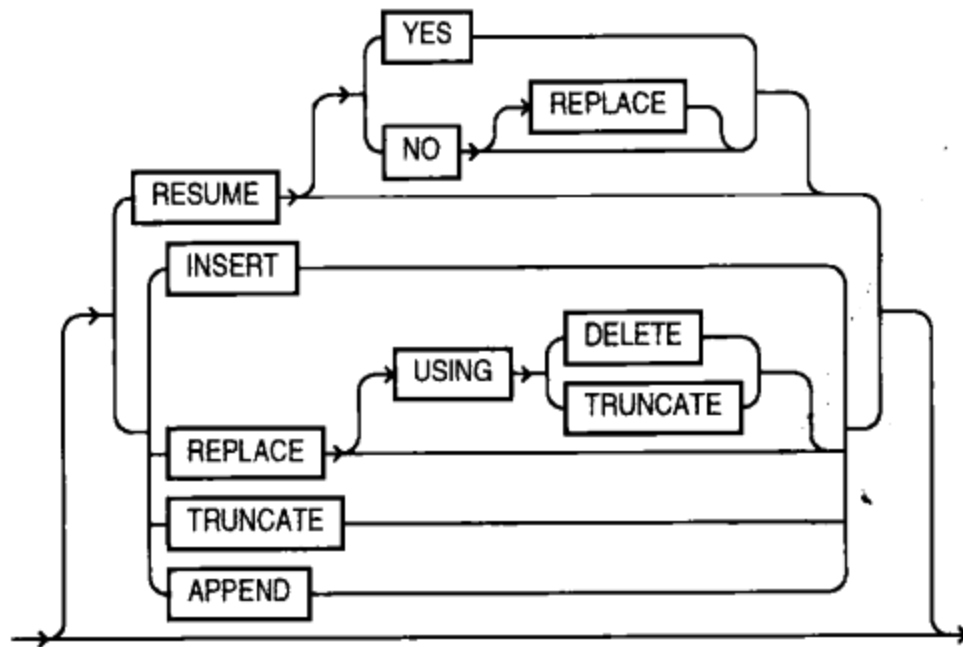 YES
REPLACE
NO
RESUME
INSERT
DELETE
USING
TRUNCATE
REPLACE
TRUNCATE
APPEND